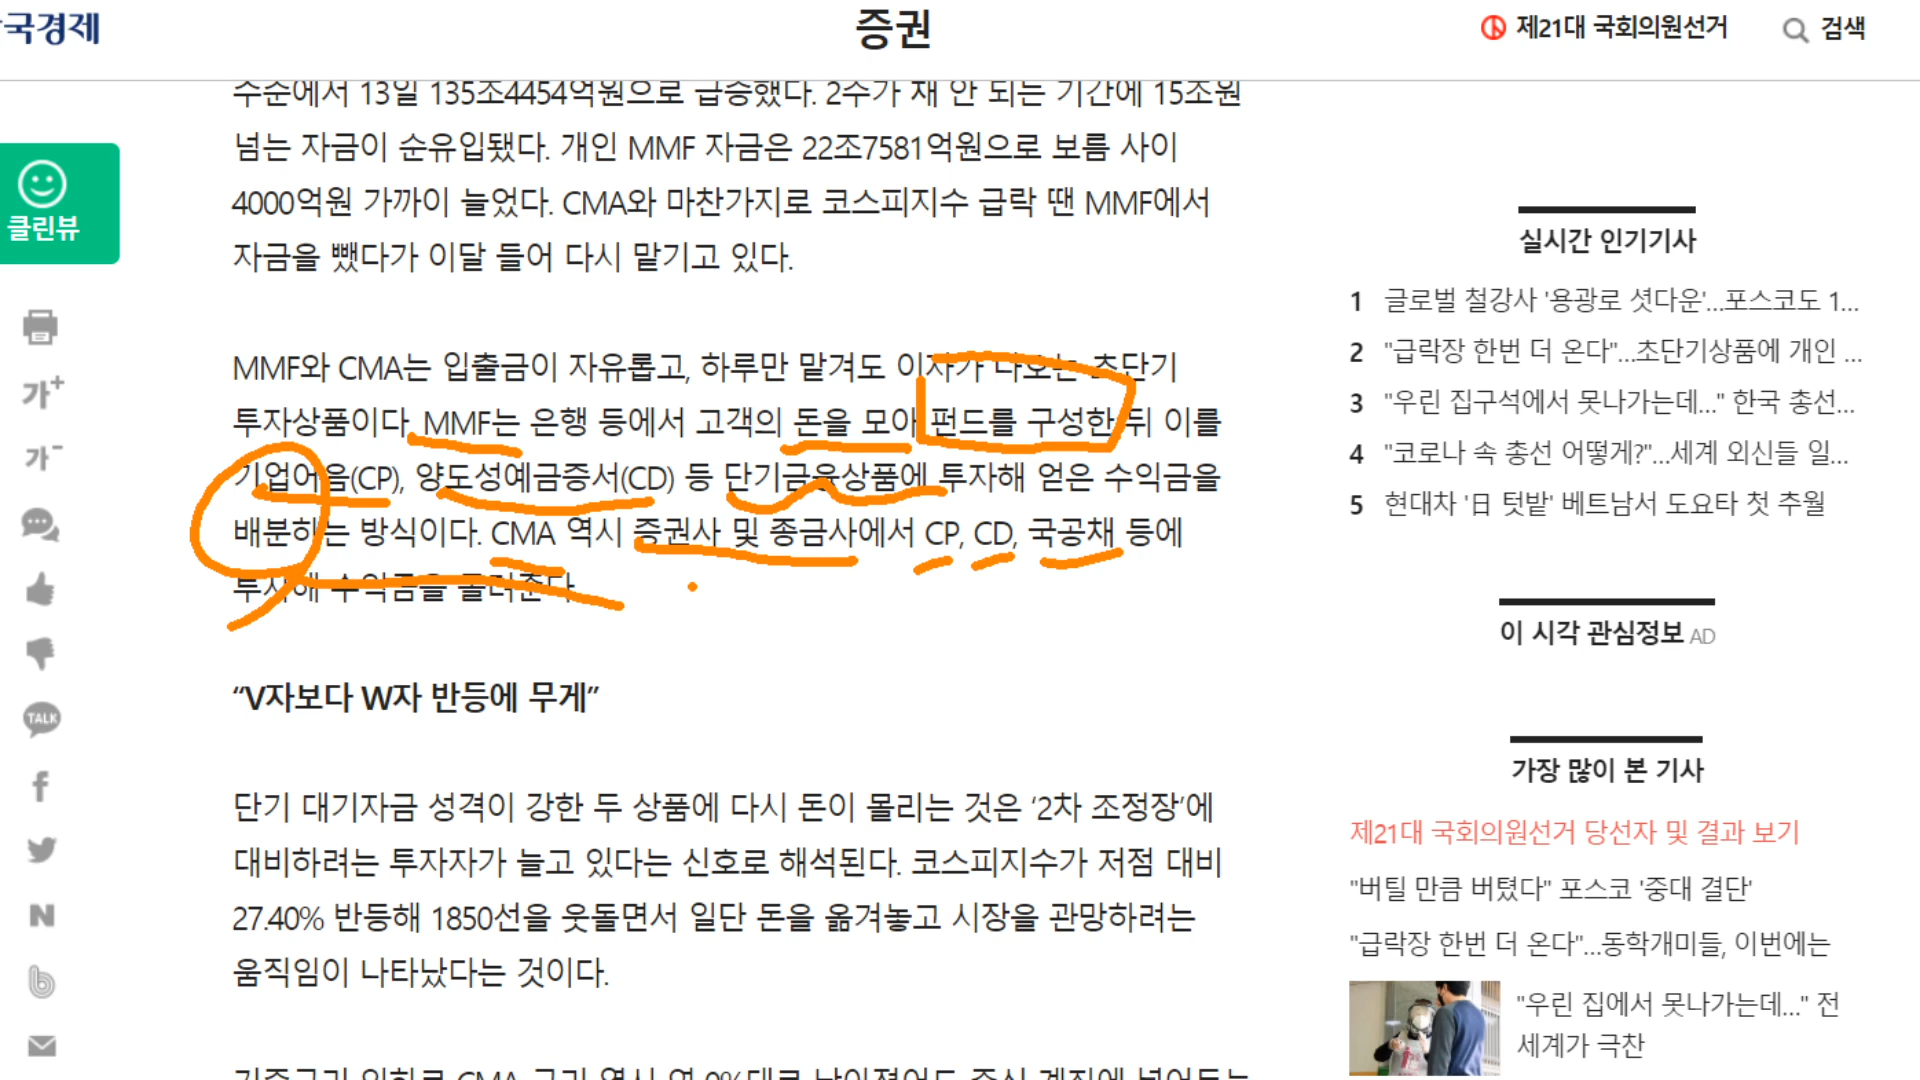 국경제
증권
제21대 국회의원선거
검색
수준에서 13일 135조4454억원으로 급증했다. 2주가 채 안 되는 기간에 15조원
넘는 자금이 순유입됐다. 개인 MMF 자금은 22조7581억원으로 보름 사이
4000억원 가까이 늘었다. CMA와 마찬가지로 코스피지수 급락 땐 MMF에서
자금을 뺐다가 이달 들어 다시 맡기고 있다.
MMF와 CMA는 입출금이 자유롭고, 하루만 맡겨도 이자가 나오는 초단기
투자상품이다. MMF는 은행 등에서 고객의 돈을 모아 펀드를 구성한 뒤 이를
기업어음(CP), 양도성예금증서(CD) 등 단기금융상품에 투자해 얻은 수익금을
배분하는 방식이다. CMA 역시 증권사 및 종금사에서 CP, CD, 국공채 등에
투자해 수익금을 돌려준다.
“V자보다 W자 반등에 무게”
단기 대기자금 성격이 강한 두 상품에 다시 돈이 몰리는 것은 ‘2차 조정장’에
대비하려는 투자자가 늘고 있다는 신호로 해석된다. 코스피지수가 저점 대비
27.40% 반등해 1850선을 웃돌면서 일단 돈을 옮겨놓고 시장을 관망하려는
움직임이 나타났다는 것이다.
클린뷰
가+
가-
TALK
f
N
b
실시간 인기기사
1 글로벌 철강사 '용광로 셧다운'...포스코도 1...
2 "급락장 한번 더 온다"...초단기상품에 개인 ...
3 "우린 집구석에서 못나가는데..." 한국 총선...
4 "코로나 속 총선 어떻게?"...세계 외신들 일...
5 현대차 '日 텃밭' 베트남서 도요타 첫 추월
이 시각 관심정보 AD
가장 많이 본 기사
제21대 국회의원선거 당선자 및 결과 보기
"버틸 만큼 버텼다" 포스코 '중대 결단'
"급락장 한번 더 온다"...동학개미들, 이번에는
"우린 집에서 못나가는데..." 전
세계가 극찬